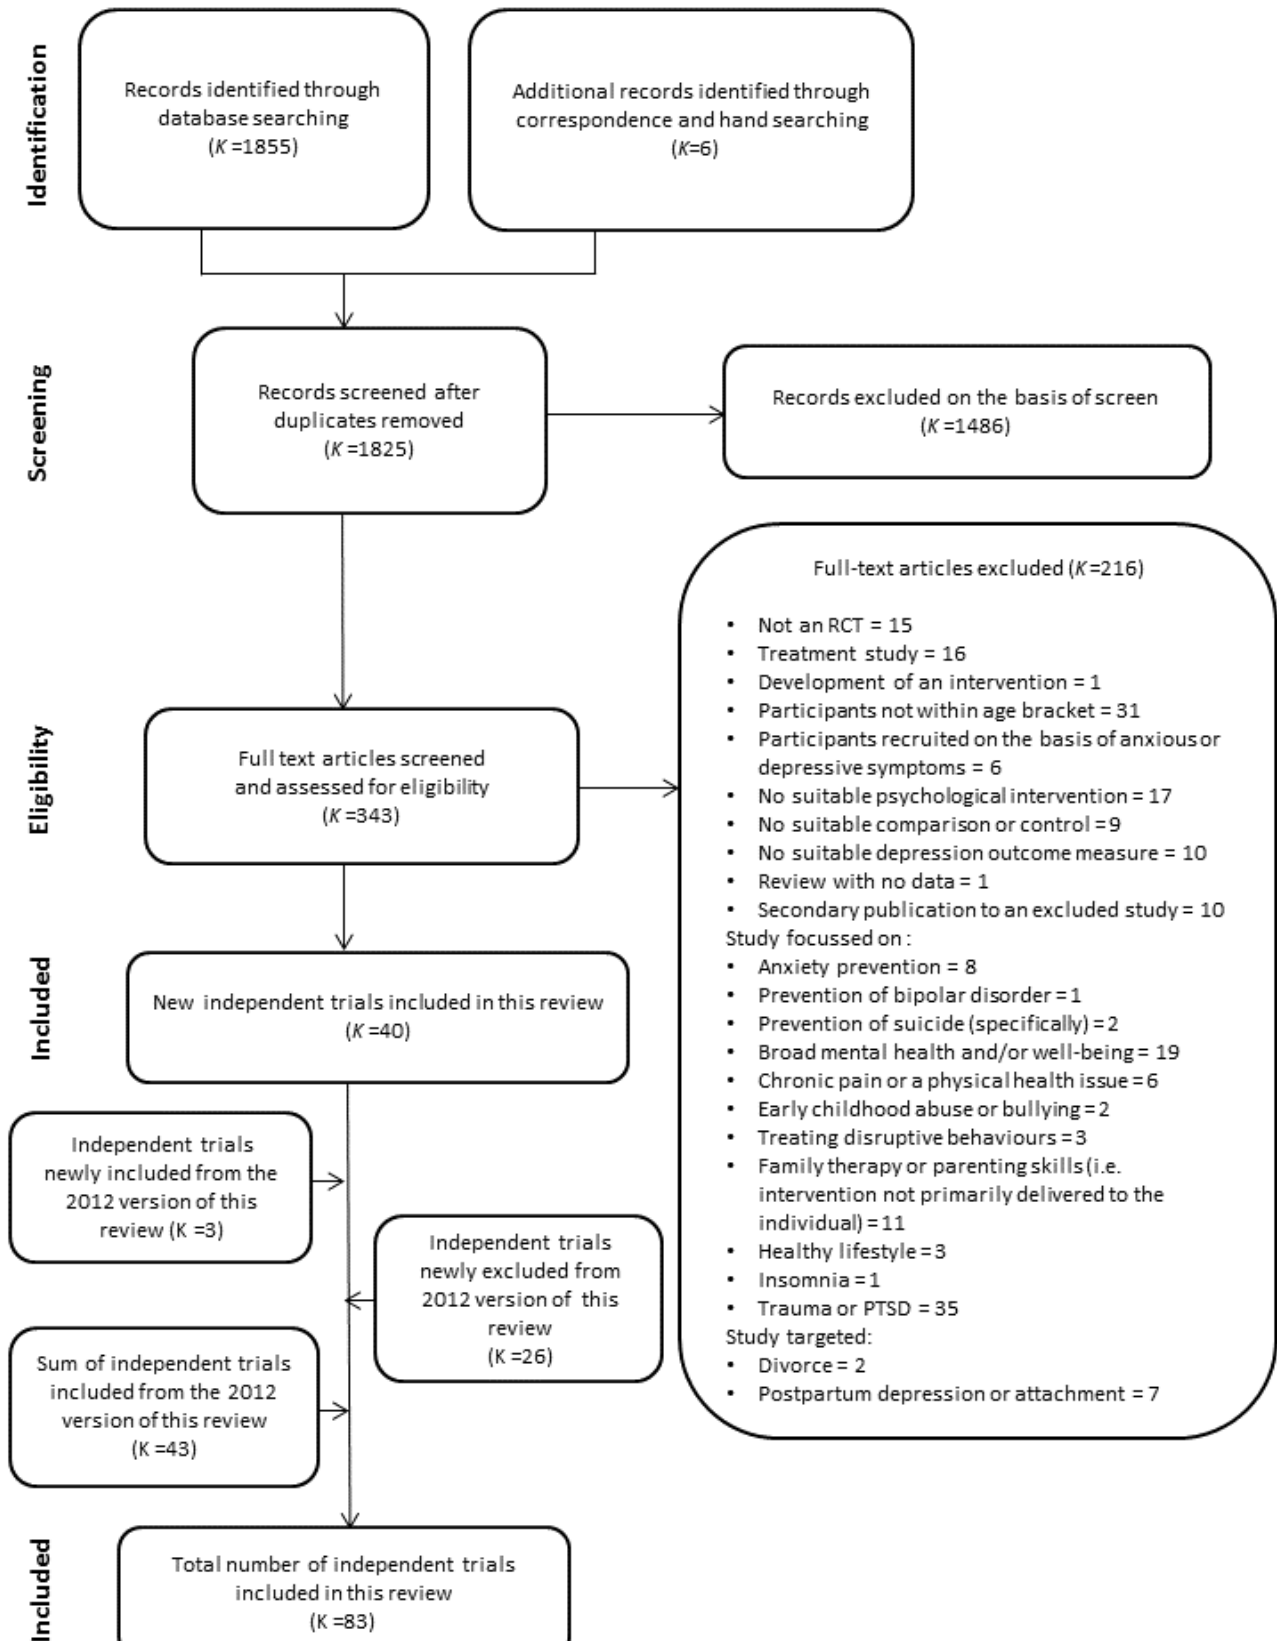 Identification
Records identified through
database searching
(K =1855)
Additional records identified through
correspondence and hand searching
(K=6)
Screening
Records screened after
duplicates removed
(K =1825)
Records excluded on the basis of screen
(K =1486)
Eligibility
Full text articles screened
and assessed for eligibility
(K =343)
Full-text articles excluded (K=216)
• Not an RCT = 15
• Treatment study = 16
• Development of an intervention = 1
• Participants not within age bracket = 31
• Participants recruited on the basis of anxious or
depressive symptoms = 6
• No suitable psychological intervention = 17
• No suitable comparison or control = 9
• No suitable depression outcome measure = 10
• Review with no data = 1
• Secondary publication to an excluded study = 10
Study focussed on :
• Anxiety prevention = 8
• Prevention of bipolar disorder =1
• Prevention of suicide (specifically) = 2
• Broad mental health and/or well-being = 19
• Chronic pain or a physical health issue = 6
• Early childhood abuse or bullying = 2
• Treating disruptive behaviours = 3
• Family therapy or parenting skills (i.e.
intervention not primarily delivered to the
individual) = 11
• Healthy lifestyle = 3
• Insomnia = 1
• Trauma or PTSD = 35
Study targeted:
• Divorce = 2
• Postpartum depression or attachment = 7
Included
New independent trials included in this review
(K =40)
Independent trials
newly included from the
2012 version of this
review (K =3)
Independent trials
newly excluded from
2012 version of this
review
(K =26)
Sum of independent trials
included from the 2012
version of this review
(K =43)
Included
Total number of independent trials
included in this review
(K =83)